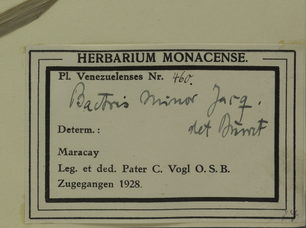 HERBARIUM MONACENSE.
Pl. Venezuelenses Nr. 460.
Bactris minor Jacq.
Determ.: det Burret
Maracay
Leg. et ded. Pater C. Vogl O. S. B.
Zugegangen 1928.